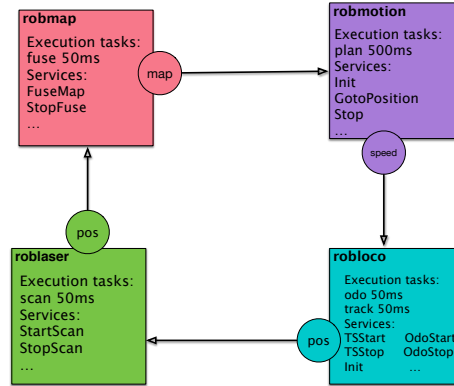 robmap
Execution tasks:
fuse 50ms
Services:
FuseMap
StopFuse
...
map
robmotion
Execution tasks:
plan 500ms
Services:
Init
GotoPosition
Stop
...
speed
roblaser
Execution tasks:
scan 50ms
Services:
StartScan
StopScan
...
pos
robloco
Execution tasks:
odo 50ms
track 50ms
Services:
TSStart OdoStart
TSStop OdoStop
Init ...
pos